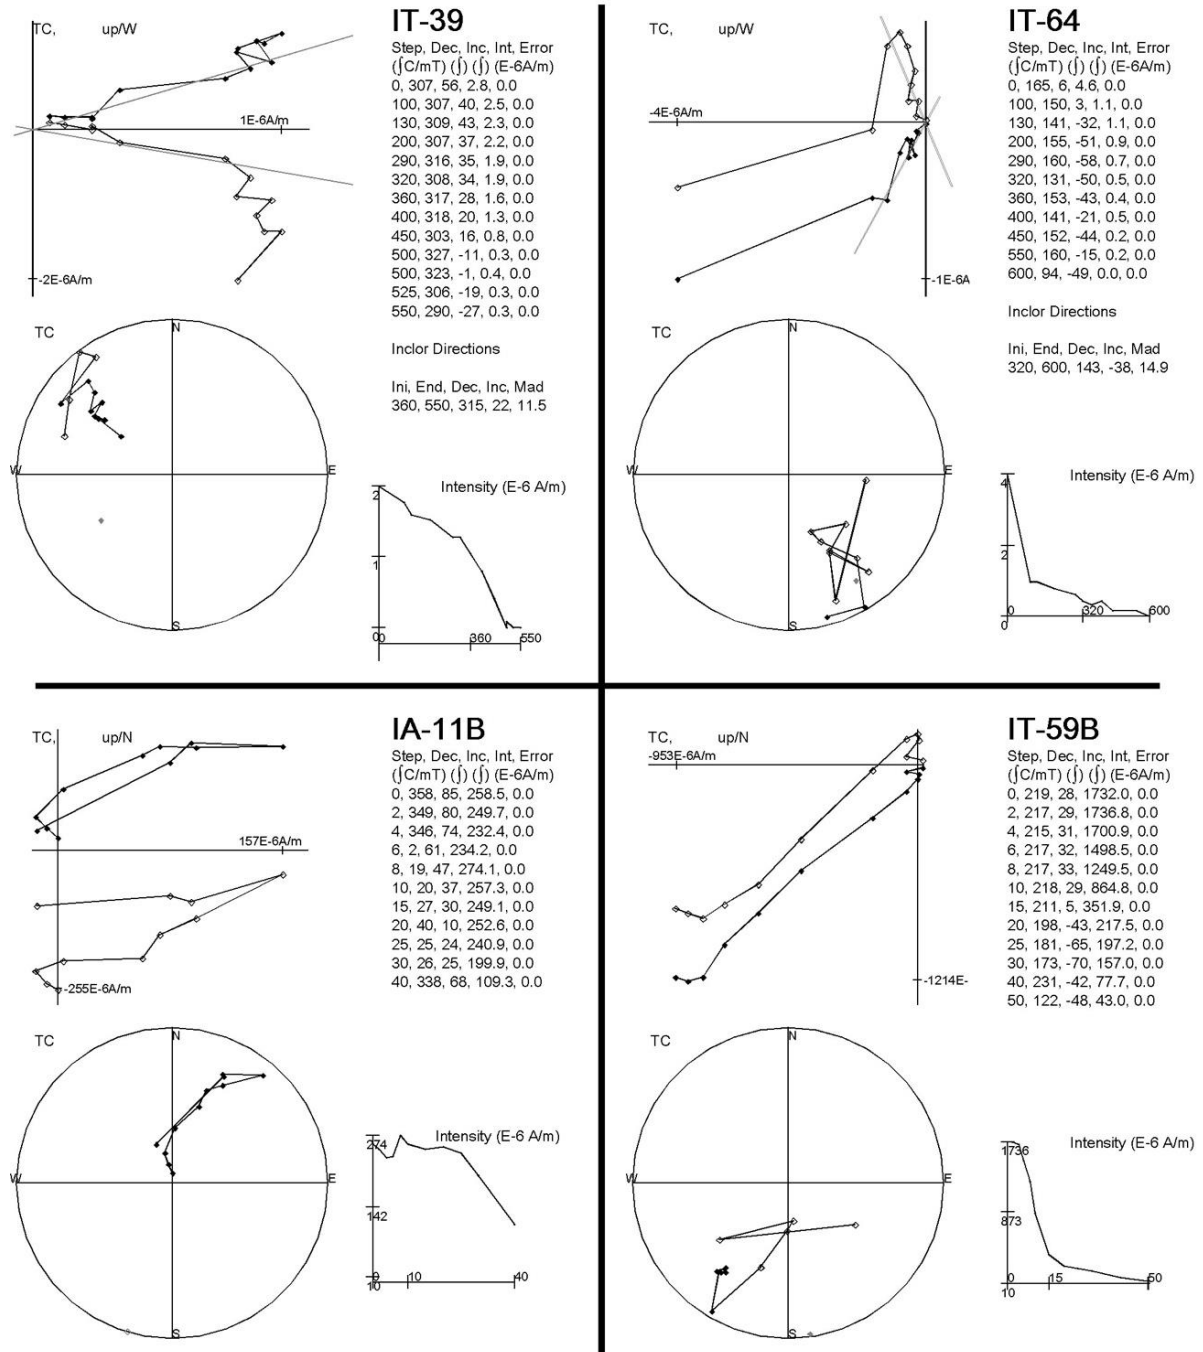 IT-39
TC, up/W
Step, Dec, Inc, Int, Error
(∫C/mT) (∫) (∫) (E-6A/m)
0, 307, 56, 2.8, 0.0
100, 307, 40, 2.5, 0.0
130, 309, 43, 2.3, 0.0
200, 307, 37, 2.2, 0.0
290, 316, 35, 1.9, 0.0
320, 308, 34, 1.9, 0.0
360, 317, 28, 1.6, 0.0
400, 318, 20, 1.3, 0.0
450, 303, 16, 0.8, 0.0
500, 327, -11, 0.3, 0.0
500, 323, -1, 0.4, 0.0
525, 306, -19, 0.3, 0.0
550, 290, -27, 0.3, 0.0
Inclor Directions
Ini, End, Dec, Inc, Mad
360, 550, 315, 22, 11.5
1E-6A/m
-2E-6A/m
TC
N
W
E
S
Intensity (E-6 A/m)
2
1
0
0
360
550
IT-64
TC, up/W
Step, Dec, Inc, Int, Error
(∫C/mT) (∫) (∫) (E-6A/m)
0, 165, 6, 4.6, 0.0
100, 150, 3, 1.1, 0.0
130, 141, -32, 1.1, 0.0
200, 155, -51, 0.9, 0.0
290, 160, -58, 0.7, 0.0
320, 131, -50, 0.5, 0.0
360, 153, -43, 0.4, 0.0
400, 141, -21, 0.5, 0.0
450, 152, -44, 0.2, 0.0
550, 160, -15, 0.2, 0.0
600, 94, -49, 0.0, 0.0
Inclor Directions
Ini, End, Dec, Inc, Mad
320, 600, 143, -38, 14.9
-4E-6A/m
-1E-6A
TC
N
W
E
S
Intensity (E-6 A/m)
4
2
0
0
320
600
IA-11B
TC, up/N
Step, Dec, Inc, Int, Error
(∫C/mT) (∫) (∫) (E-6A/m)
0, 358, 85, 258.5, 0.0
2, 349, 80, 249.7, 0.0
4, 346, 74, 232.4, 0.0
6, 2, 61, 234.2, 0.0
8, 19, 47, 274.1, 0.0
10, 20, 37, 257.3, 0.0
15, 27, 30, 249.1, 0.0
20, 40, 10, 252.6, 0.0
25, 25, 24, 240.9, 0.0
30, 26, 25, 199.9, 0.0
40, 338, 68, 109.3, 0.0
157E-6A/m
-255E-6A/m
TC
N
W
E
S
Intensity (E-6 A/m)
274
142
10
0
10
40
IT-59B
TC, up/N
Step, Dec, Inc, Int, Error
(∫C/mT) (∫) (∫) (E-6A/m)
0, 219, 28, 1732.0, 0.0
2, 217, 29, 1736.8, 0.0
4, 215, 31, 1700.9, 0.0
6, 217, 32, 1498.5, 0.0
8, 217, 33, 1249.5, 0.0
10, 218, 29, 864.8, 0.0
15, 211, 5, 351.9, 0.0
20, 198, -43, 217.5, 0.0
25, 181, -65, 197.2, 0.0
30, 173, -70, 157.0, 0.0
40, 231, -42, 77.7, 0.0
50, 122, -48, 43.0, 0.0
-953E-6A/m
-1214E-
TC
N
W
E
S
Intensity (E-6 A/m)
1736
873
10
0
15
50